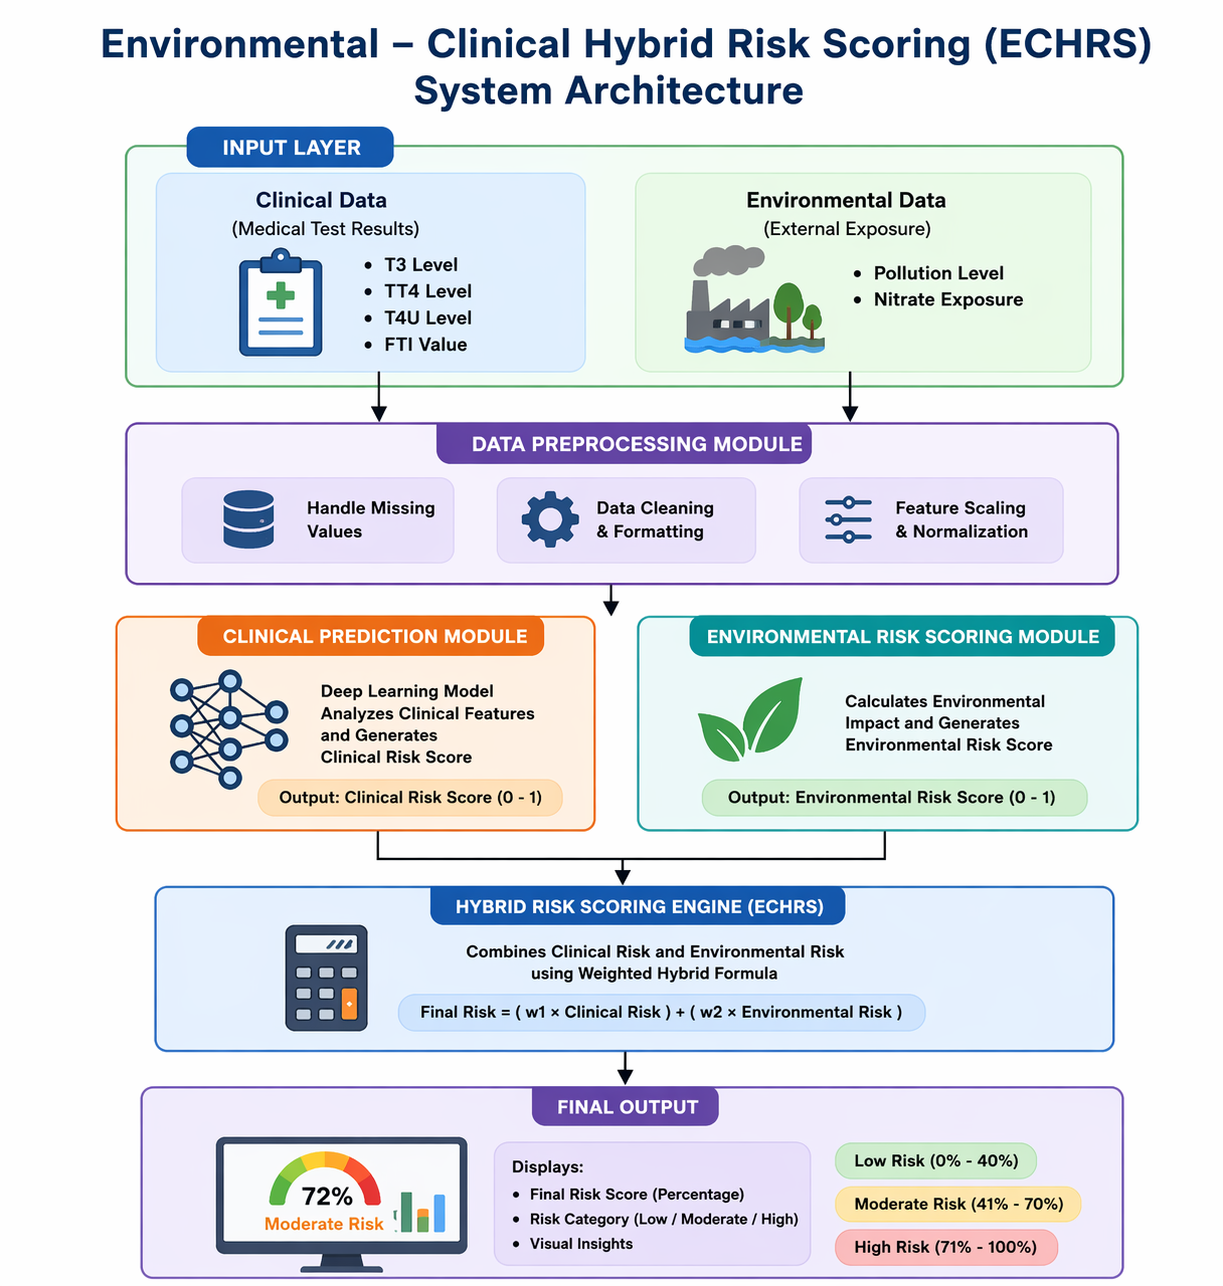 Environmental – Clinical Hybrid Risk Scoring (ECHRS)
System Architecture
INPUT LAYER
Clinical Data
(Medical Test Results)
• T3 Level
• TT4 Level
• T4U Level
• FTI Value
Environmental Data
(External Exposure)
• Pollution Level
• Nitrate Exposure
DATA PREPROCESSING MODULE
Handle Missing
Values
Data Cleaning
& Formatting
Feature Scaling
& Normalization
CLINICAL PREDICTION MODULE
Deep Learning Model
Analyzes Clinical Features
and Generates
Clinical Risk Score
Output: Clinical Risk Score (0 - 1)
ENVIRONMENTAL RISK SCORING MODULE
Calculates Environmental
Impact and Generates
Environmental Risk Score
Output: Environmental Risk Score (0 - 1)
HYBRID RISK SCORING ENGINE (ECHRS)
Combines Clinical Risk and Environmental Risk
using Weighted Hybrid Formula
Final Risk = ( w1 × Clinical Risk ) + ( w2 × Environmental Risk )
FINAL OUTPUT
72%
Moderate Risk
Displays:
• Final Risk Score (Percentage)
• Risk Category (Low / Moderate / High)
• Visual Insights
Low Risk (0% - 40%)
Moderate Risk (41% - 70%)
High Risk (71% - 100%)